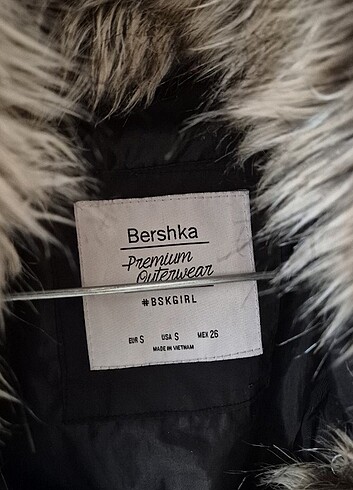 Bershka
Premium
Outerwear
#BSKGIRL
EUR S USA S MEX 26
MADE IN VIETNAM